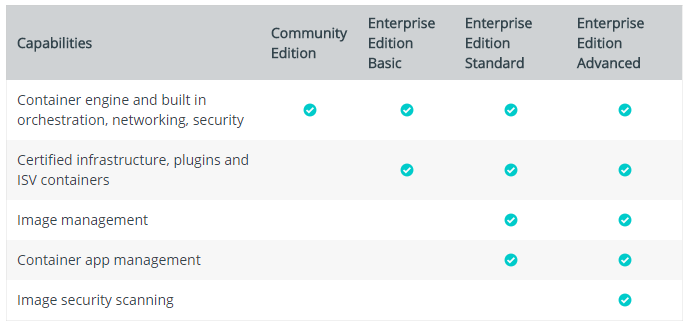 Capabilities
Community
Edition
Enterprise
Edition
Basic
Enterprise
Edition
Standard
Enterprise
Edition
Advanced
Container engine and built in
orchestration, networking, security
Certified infrastructure, plugins and
ISV containers
Image management
Container app management
Image security scanning